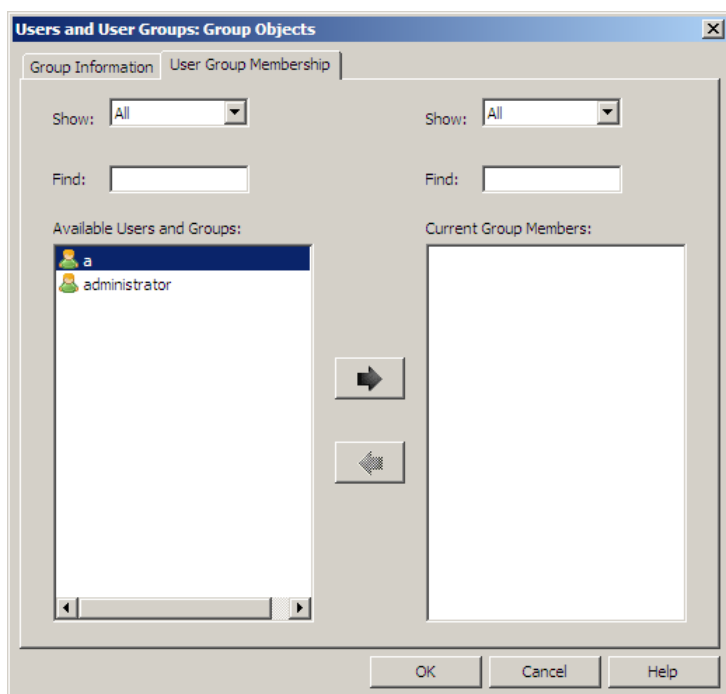 Users and User Groups: Group Objects
Group Information
User Group Membership
Show: All
Show: All
Find:
Find:
Available Users and Groups:
Current Group Members:
a
administrator
OK
Cancel
Help